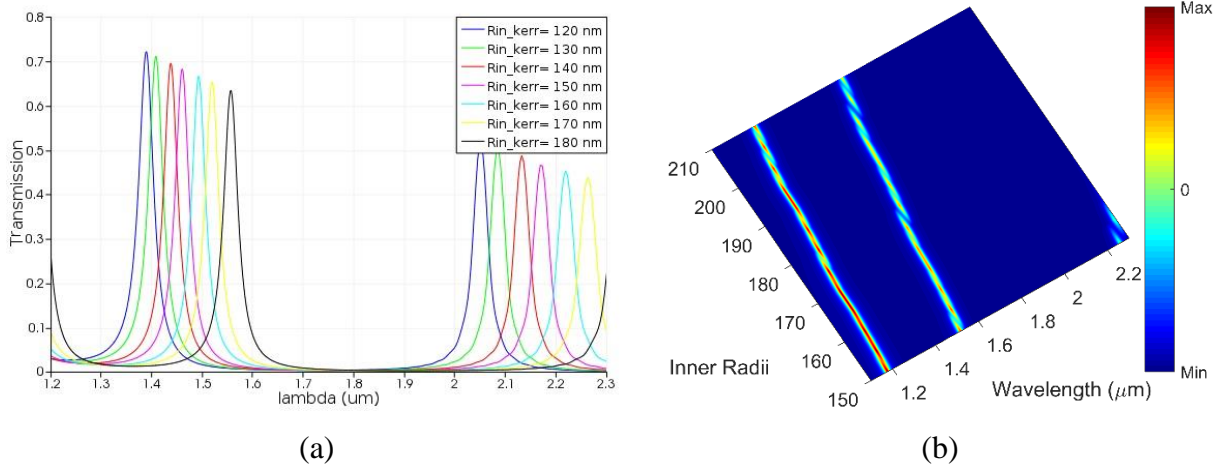 0.8
0.7
0.6
0.5
0.4
0.3
0.2
0.1
0
Transmission
1.2 1.3 1.4 1.5 1.6 1.7 1.8 1.9 2 2.1 2.2 2.3
lambda (um)
Rin_kerr= 120 nm
Rin_kerr= 130 nm
Rin_kerr= 140 nm
Rin_kerr= 150 nm
Rin_kerr= 160 nm
Rin_kerr= 170 nm
Rin_kerr= 180 nm
(a)
210
200
190
180
170
160
150
Inner Radii
1.2
1.4
1.6
1.8
2
2.2
Wavelength (μm)
Max
0
Min
(b)